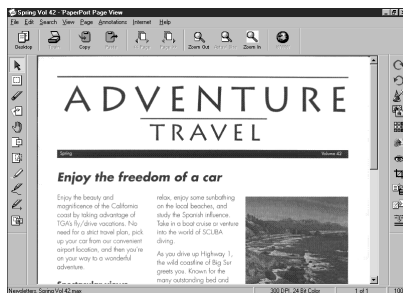 Spring Vol 42 - 'PaperPort Page View
File Edit Search View Page Annotations Internet Help
Desktop Copy Zoom Out Zoom In
ADVENTURE
TRAVEL
Spring Volume 42
Enjoy the freedom of a car
Enjoy the beauty and
magnificence of the California
coast by taking advantage of
TGA's fly/drive vacations. No
need for a strict travel plan, pick
up your car from our convenient
airport location, and then you're
on your way to a wonderful
adventure.
relax, enjoy some sunbathing
on the local beaches, and
study the Spanish influence.
Take in a boat cruise or venture
into the world of SCUBA
diving.
As you drive up Highway 1,
the wild coastline of Big Sur
greets you. Known for the
many outstanding bed and
Newsletters: Spring Vol 42.max 300 DPI, 24 Bit Color 1 of 1 100